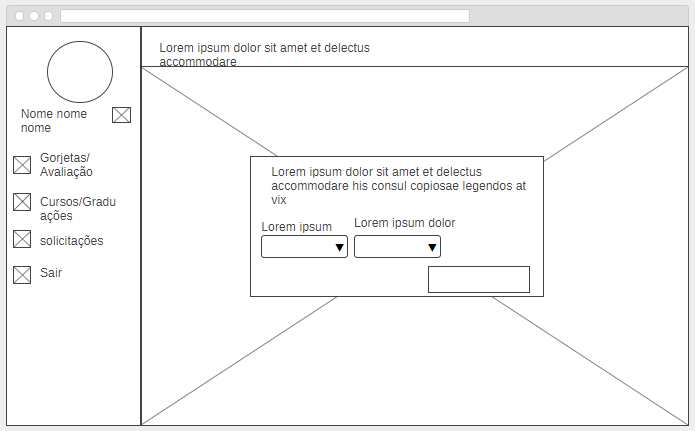 Lorem ipsum dolor sit amet et delectus
accommodare
Nome nome
nome
Gorjetas/
Avaliação
Cursos/Gradu
ações
solicitações
Sair
Lorem ipsum dolor sit amet et delectus
accommodare his consul copiosae legendos at
vix
Lorem ipsum
Lorem ipsum dolor